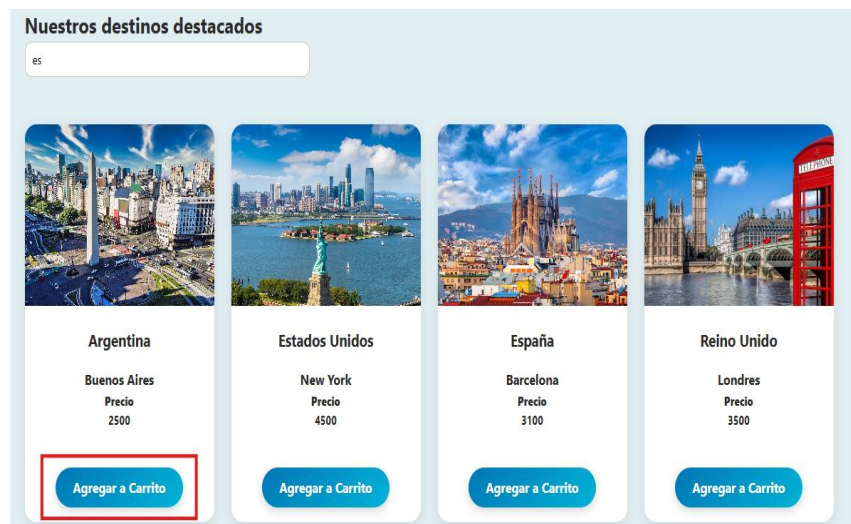 Nuestros destinos destacados
es
TELEPHONE
Argentina
Buenos Aires
Precio
2500
Agregar a Carrito
Estados Unidos
New York
Precio
4500
Agregar a Carrito
España
Barcelona
Precio
3100
Agregar a Carrito
Reino Unido
Londres
Precio
3500
Agregar a Carrito